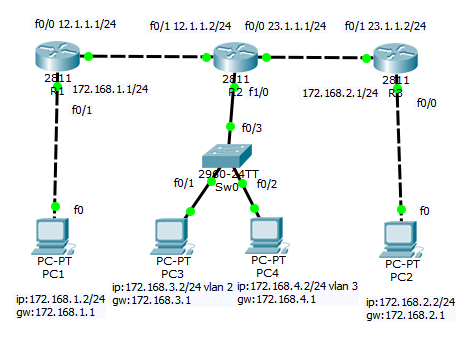 f0/0 12.1.1.1/24
f0/1 12.1.1.2/24
f0/0 23.1.1.1/24
f0/1 23.1.1.2/24
2811
R1
2811
R2
2811
R3
172.168.1.1/24
f0/1
f1/0
172.168.2.1/24
f0/0
f0/3
2960-24TT
Sw0
f0/1
f0/2
f0
f0
PC-PT
PC1
PC-PT
PC3
PC-PT
PC4
PC-PT
PC2
ip:172.168.1.2/24
gw:172.168.1.1
ip:172.168.3.2/24 vlan 2
gw:172.168.3.1
ip:172.168.4.2/24 vlan 3
gw:172.168.4.1
ip:172.168.2.2/24
gw:172.168.2.1